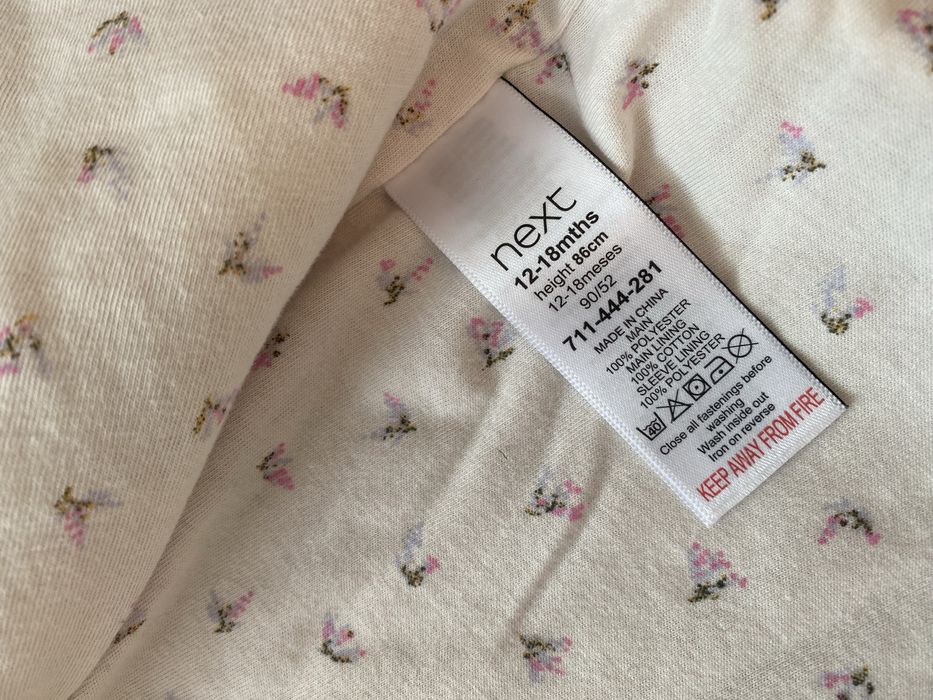 next
12-18mths
height 86cm
12-18meses
90/52
711-444-281
MADE IN CHINA
MAIN
100% POLYESTER
MAIN LINING
100% COTTON
SLEEVE LINING
100% POLYESTER
40
Close all fastenings before
washing
Wash inside out
Iron on reverse
KEEP AWAY FROM FIRE